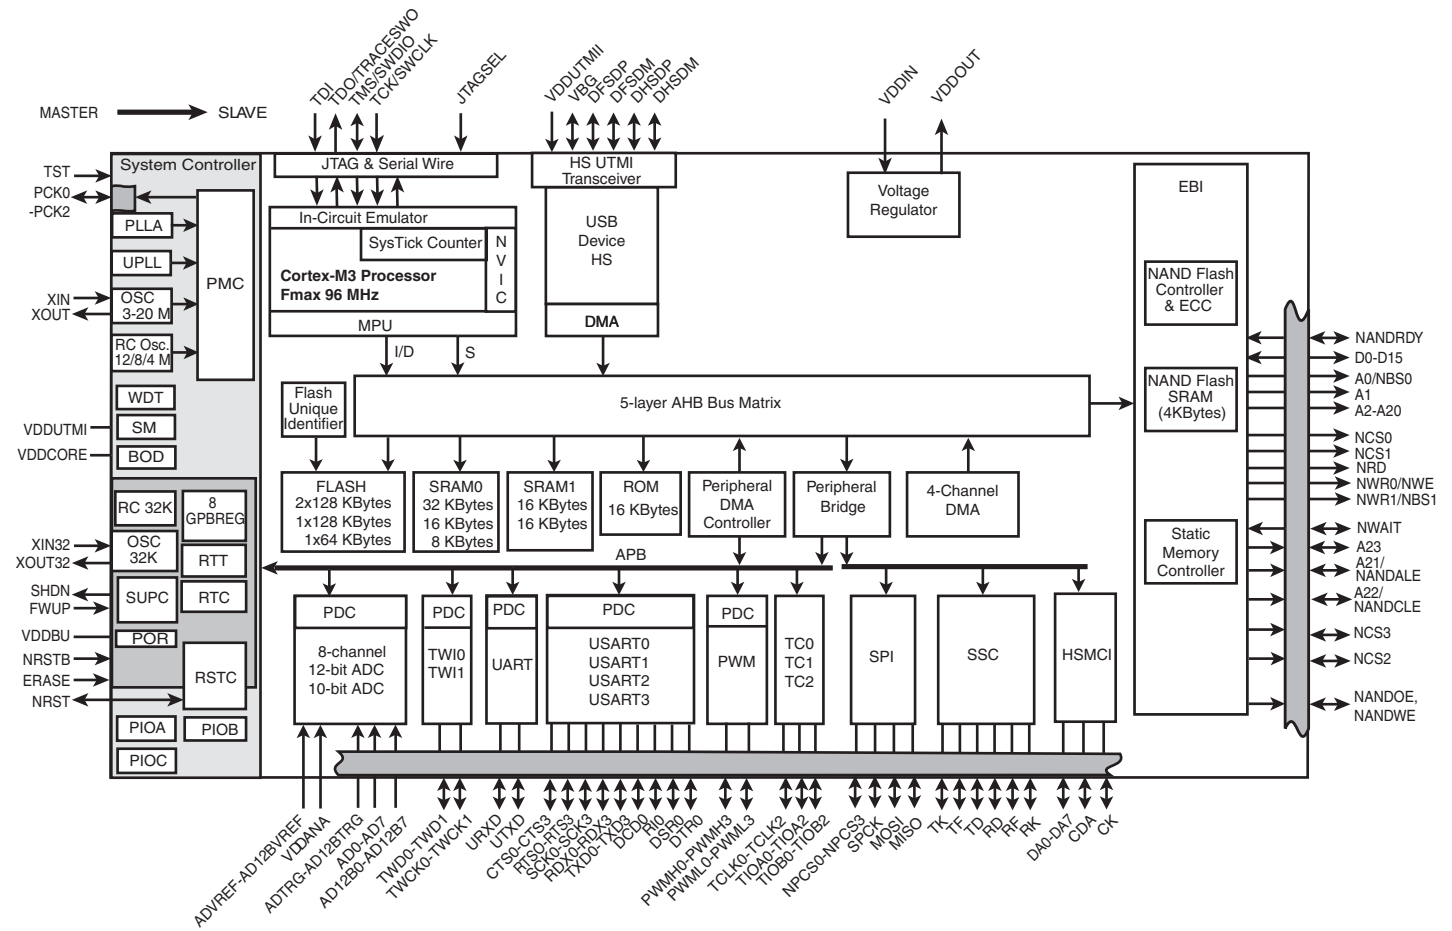 TDI
TDO/TRACESWO
TMS/SWDIO
TCK/SWCLK
JTAGSEL
VDDUTMII
VBG
DFSDP
DFSDM
DHSDP
DHSDM
VDDIN
VDDOUT
MASTER
SLAVE
System Controller
TST
PCK0
-PCK2
XIN
XOUT
VDDUTMI
VDDCORE
XIN32
XOUT32
SHDN
FWUP
VDDBU
NRSTB
ERASE
NRST
PLLA
UPLL
OSC
3-20 M
RC Osc.
12/8/4 M
PMC
WDT
SM
BOD
RC 32K
8
GPBREG
OSC
32K
RTT
SUPC
RTC
POR
RSTC
PIOA
PIOB
PIOC
JTAG & Serial Wire
In-Circuit Emulator
SysTick Counter
N
V
I
C
Cortex-M3 Processor
Fmax 96 MHz
MPU
I/D
S
HS UTMI
Transceiver
USB
Device
HS
DMA
Voltage
Regulator
Flash
Unique
Identifier
5-layer AHB Bus Matrix
FLASH
2x128 KBytes
1x128 KBytes
1x64 KBytes
SRAM0
32 KBytes
16 KBytes
8 KBytes
SRAM1
16 KBytes
16 KBytes
ROM
16 KBytes
Peripheral
DMA
Controller
Peripheral
Bridge
4-Channel
DMA
APB
PDC
8-channel
12-bit ADC
10-bit ADC
PDC
TWI0
TWI1
PDC
UART
PDC
USART0
USART1
USART2
USART3
PDC
PWM
TC0
TC1
TC2
SPI
SSC
HSMCI
EBI
NAND Flash
Controller
& ECC
NAND Flash
SRAM
(4KBytes)
Static
Memory
Controller
NANDRDY
D0-D15
A0/NBS0
A1
A2-A20
NCS0
NCS1
NRD
NWR0/NWE
NWR1/NBS1
NWAIT
A23
A21/
NANDALE
A22/
NANDCLE
NCS3
NCS2
NANDOE,
NANDWE
ADVREF-AD12BVREF
VDDANA
ADTRG-AD12BTRG
AD0-AD7
AD12B0-AD12B7
TWD0-TWD1
TWCK0-TWCK1
URXD
UTXD
CTS0-CTS3
RTS0-RTS3
SCK0-SCK3
RDX0-RDX3
TXD0-TXD3
DCD0
RI0
DSR0
DTR0
PWMH0-PWMH3
PWML0-PWML3
TCLK0-TCLK2
TIOA0-TIOA2
TIOB0-TIOB2
NPCS0-NPCS3
SPCK
MOSI
MISO
TK
TF
TD
RD
RF
RK
DA0-DA7
CDA
CK